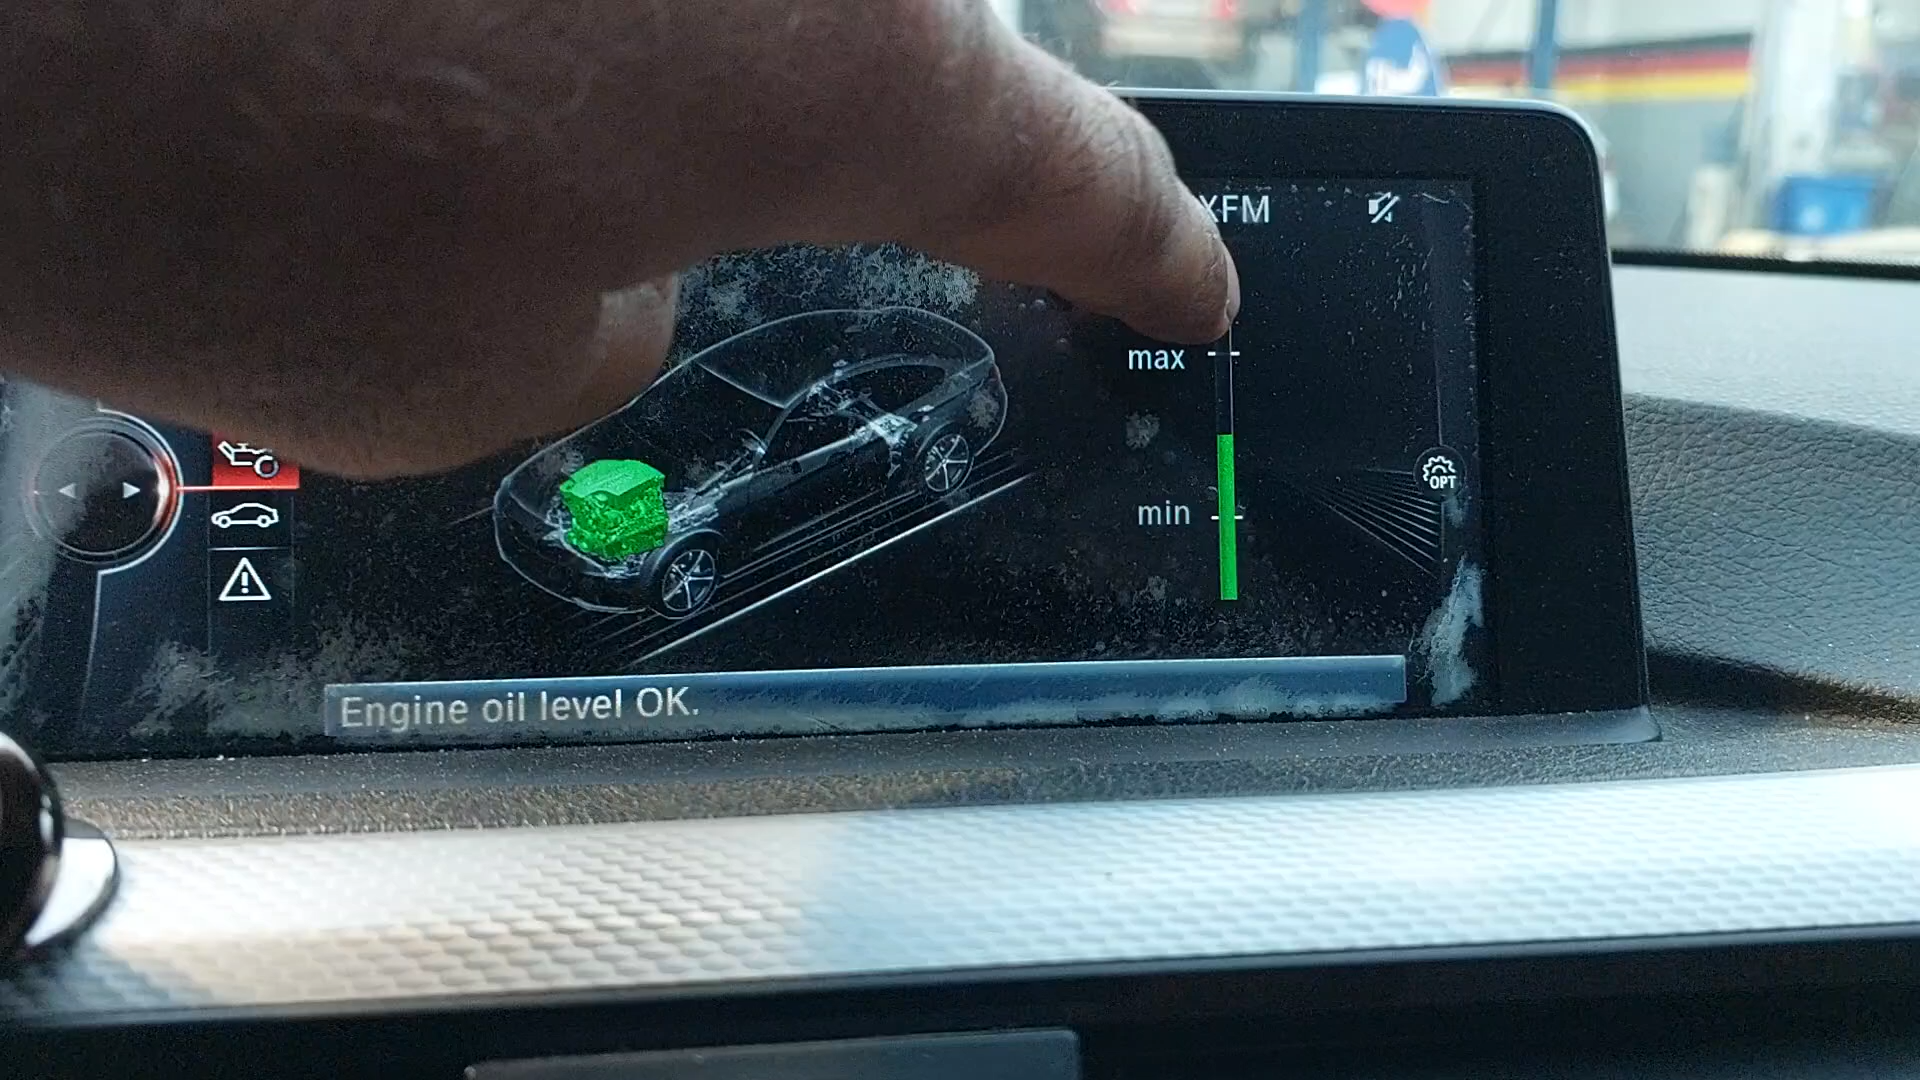 XFM
max
min
OPT
Engine oil level OK.